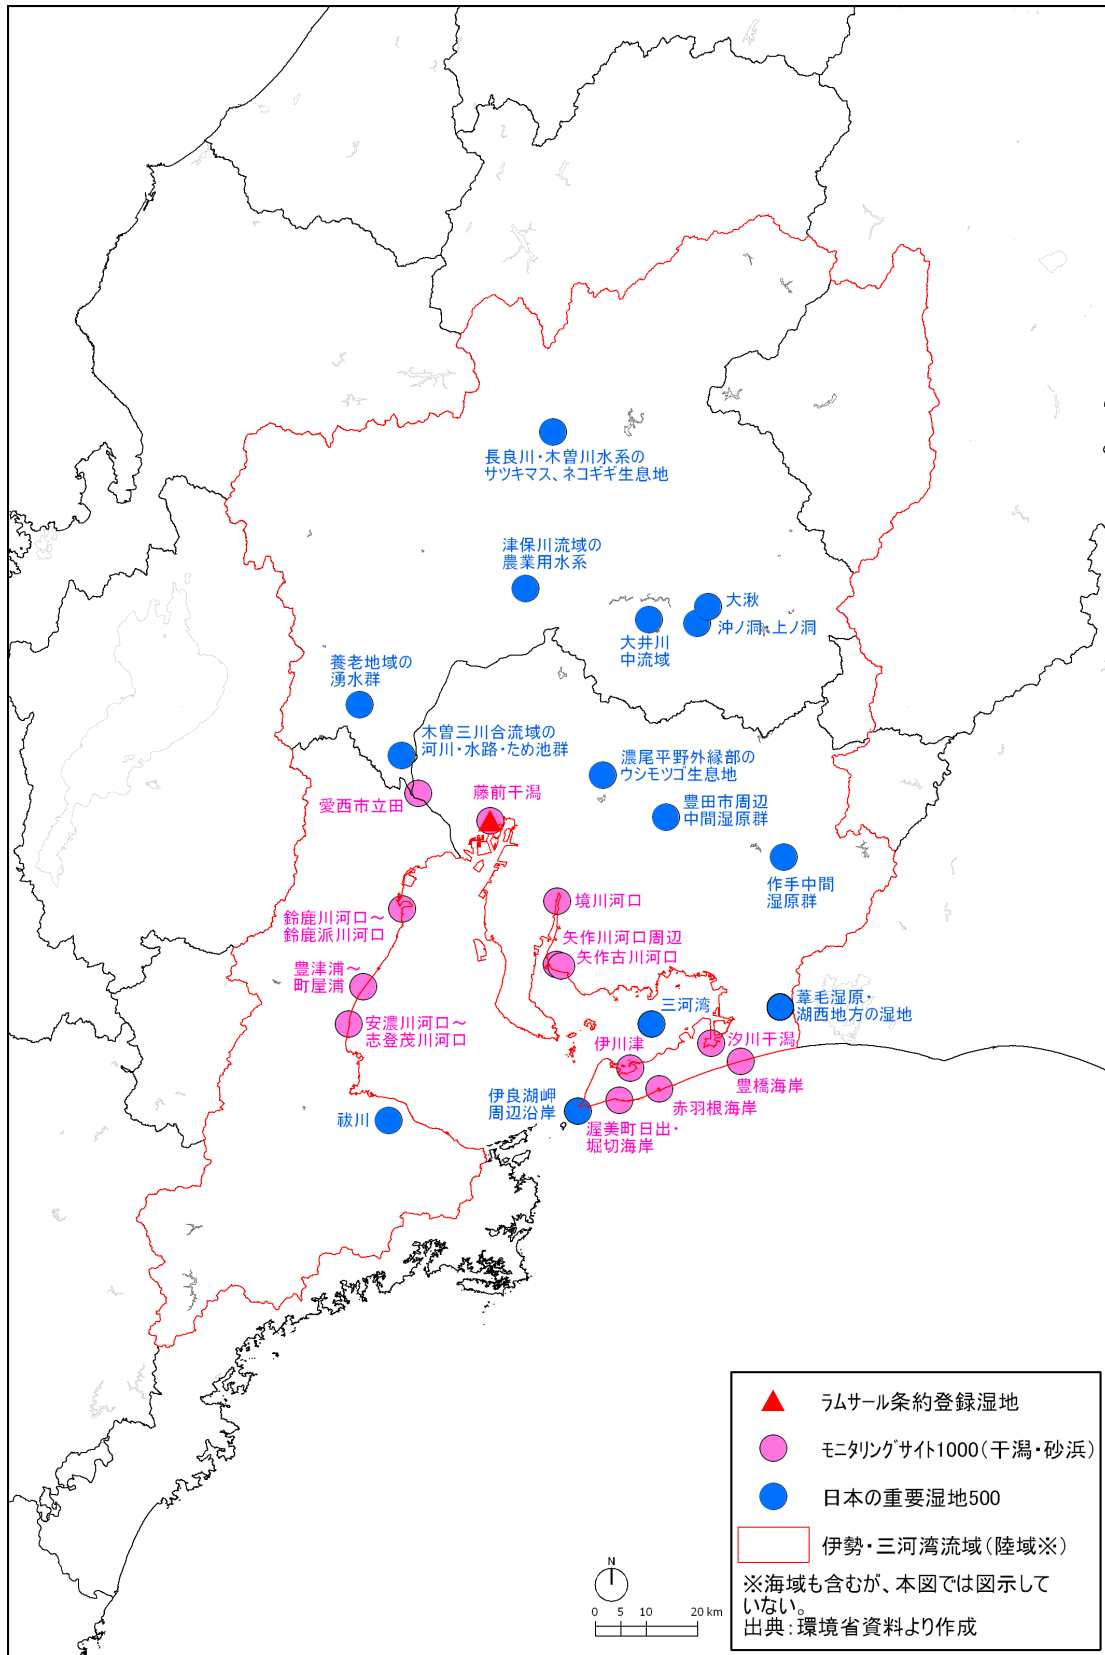 長良川・木曽川水系の
サツキマス、ネコギギ生息地
津保川流域の
農業用水系
大湫
沖ノ洞、上ノ洞
大井川
中流域
養老地域の
湧水群
木曽三川合流域の
河川・水路・ため池群
濃尾平野外縁部の
ウシモツゴ生息地
愛西市立田
藤前干潟
豊田市周辺
中間湿原群
作手中間
湿原群
鈴鹿川河口～
鈴鹿派川河口
境川河口
矢作川河口周辺
矢作古川河口
豊津浦～
町屋浦
三河湾
葦毛湿原・
湖西地方の湿地
安濃川河口～
志登茂川河口
伊川津
汐川干潟
豊橋海岸
赤羽根海岸
伊良湖岬
周辺沿岸
祓川
渥美町日出・
堀切海岸
ラムサール条約登録湿地
モニタリングサイト1000(干潟・砂浜)
日本の重要湿地500
伊勢・三河湾流域(陸域※)
※海域も含むが、本図では図示して
いない。
出典:環境省資料より作成
N
0 5 10 20 km